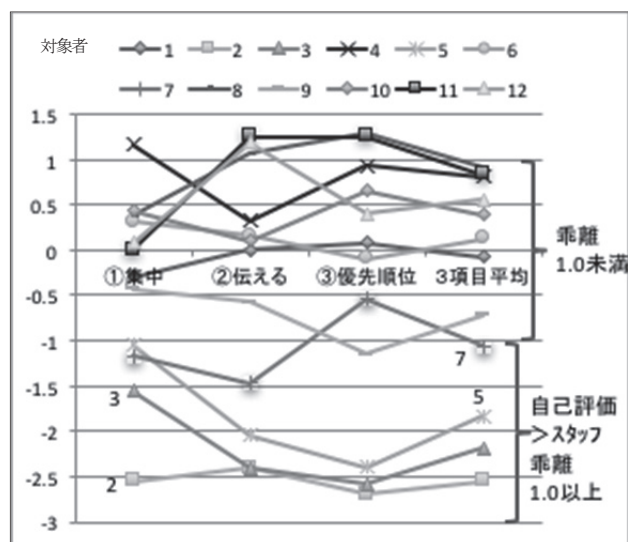 対象者
1 2 3 4 5 6
7 8 9 10 11 12
1.5
1
0.5
0
-0.5
-1
-1.5
-2
-2.5
-3
①集中 ②伝える ③優先順位 3項目平均
3
2
7
5
乖離
1.0未満
自己評価
＞スタッフ
乖離
1.0以上